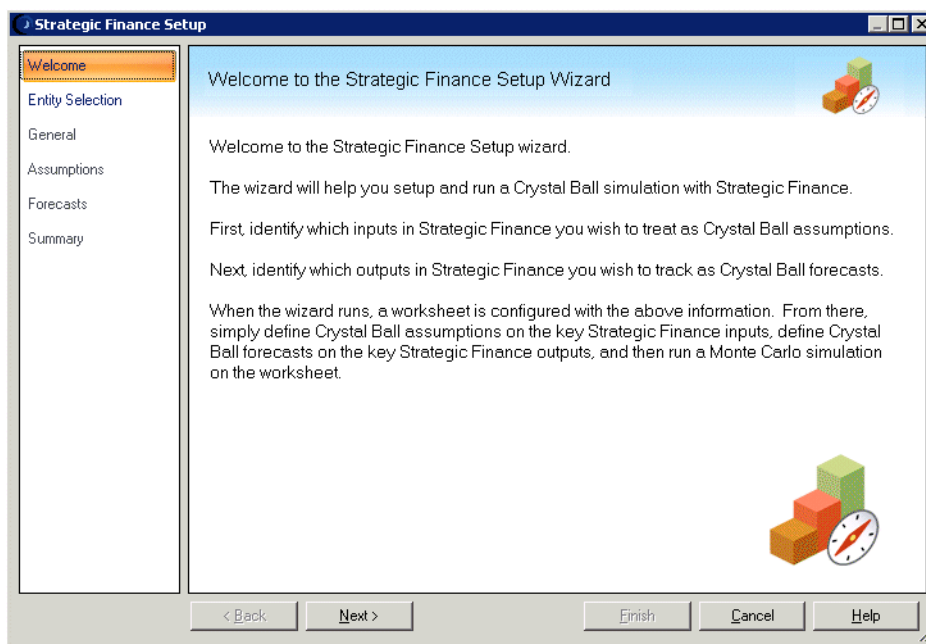 Strategic Finance Setup
Welcome
Entity Selection
General
Assumptions
Forecasts
Summary
Welcome to the Strategic Finance Setup Wizard
Welcome to the Strategic Finance Setup wizard.
The wizard will help you setup and run a Crystal Ball simulation with Strategic Finance.
First, identify which inputs in Strategic Finance you wish to treat as Crystal Ball assumptions.
Next, identify which outputs in Strategic Finance you wish to track as Crystal Ball forecasts.
When the wizard runs, a worksheet is configured with the above information.  From there,
simply define Crystal Ball assumptions on the key Strategic Finance inputs, define Crystal
Ball forecasts on the key Strategic Finance outputs, and then run a Monte Carlo simulation
on the worksheet.
< Back
Next >
Finish
Cancel
Help